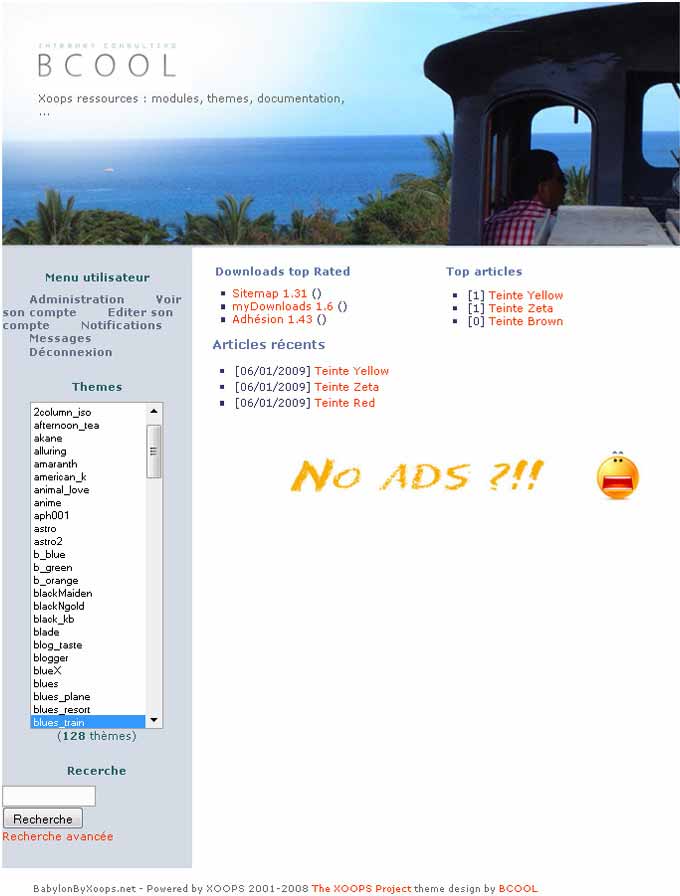 INTERNET CONSULTING
BCOOL
Xoops ressources : modules, themes, documentation,
...
Menu utilisateur
Administration Voir
son compte Editer son
compte Notifications
Messages
Déconnexion
Themes
2column_iso
afternoon_tea
akane
alluring
amaranth
american_k
animal_love
anime
aph001
astro
astro2
b_blue
b_green
b_orange
blackMaiden
blackNgold
black_kb
blade
blog_taste
blogger
blueX
blues
blues_plane
blues_resort
blues_train
(128 thèmes)
Recerche
Recherche
Recherche avancée
Downloads top Rated
Sitemap 1.31 ()
myDownloads 1.6 ()
Adhésion 1.43 ()
Top articles
[1] Teinte Yellow
[1] Teinte Zeta
[0] Teinte Brown
Articles récents
[06/01/2009] Teinte Yellow
[06/01/2009] Teinte Zeta
[06/01/2009] Teinte Red
No ADS ?!!
BabylonByXoops.net - Powered by XOOPS 2001-2008 The XOOPS Project theme design by BCOOL